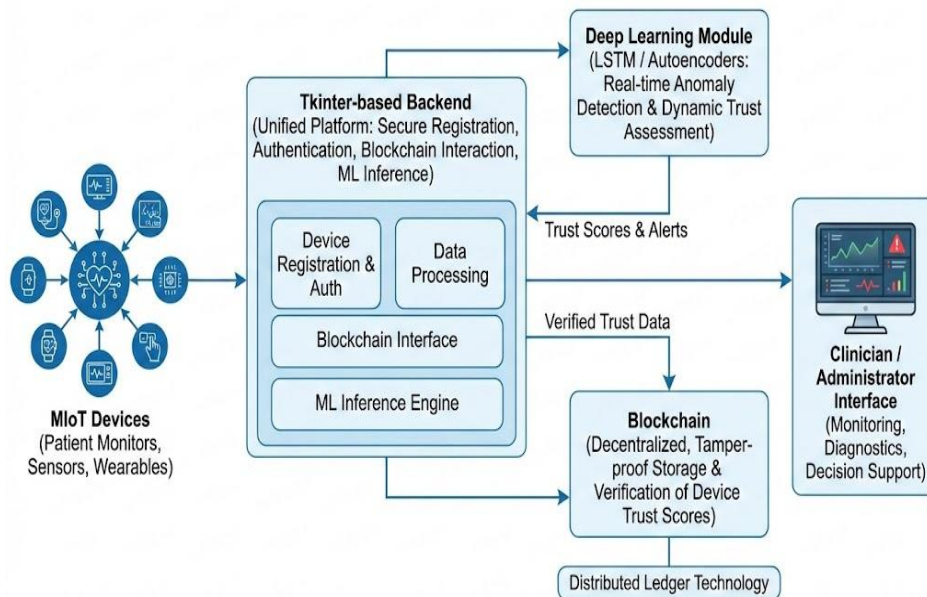 Deep Learning Module
(LSTM / Autoencoders:
Real-time Anomaly
Detection & Dynamic Trust
Assessment)
Tkinter-based Backend
(Unified Platform: Secure Registration,
Authentication, Blockchain Interaction,
ML Inference)
Device
Registration &
Auth
Data
Processing
Blockchain Interface
ML Inference Engine
Trust Scores & Alerts
Verified Trust Data
MIoT Devices
(Patient Monitors,
Sensors, Wearables)
Blockchain
(Decentralized, Tamper-
proof Storage &
Verification of Device
Trust Scores)
Distributed Ledger Technology
Clinician /
Administrator
Interface
(Monitoring,
Diagnostics,
Decision Support)